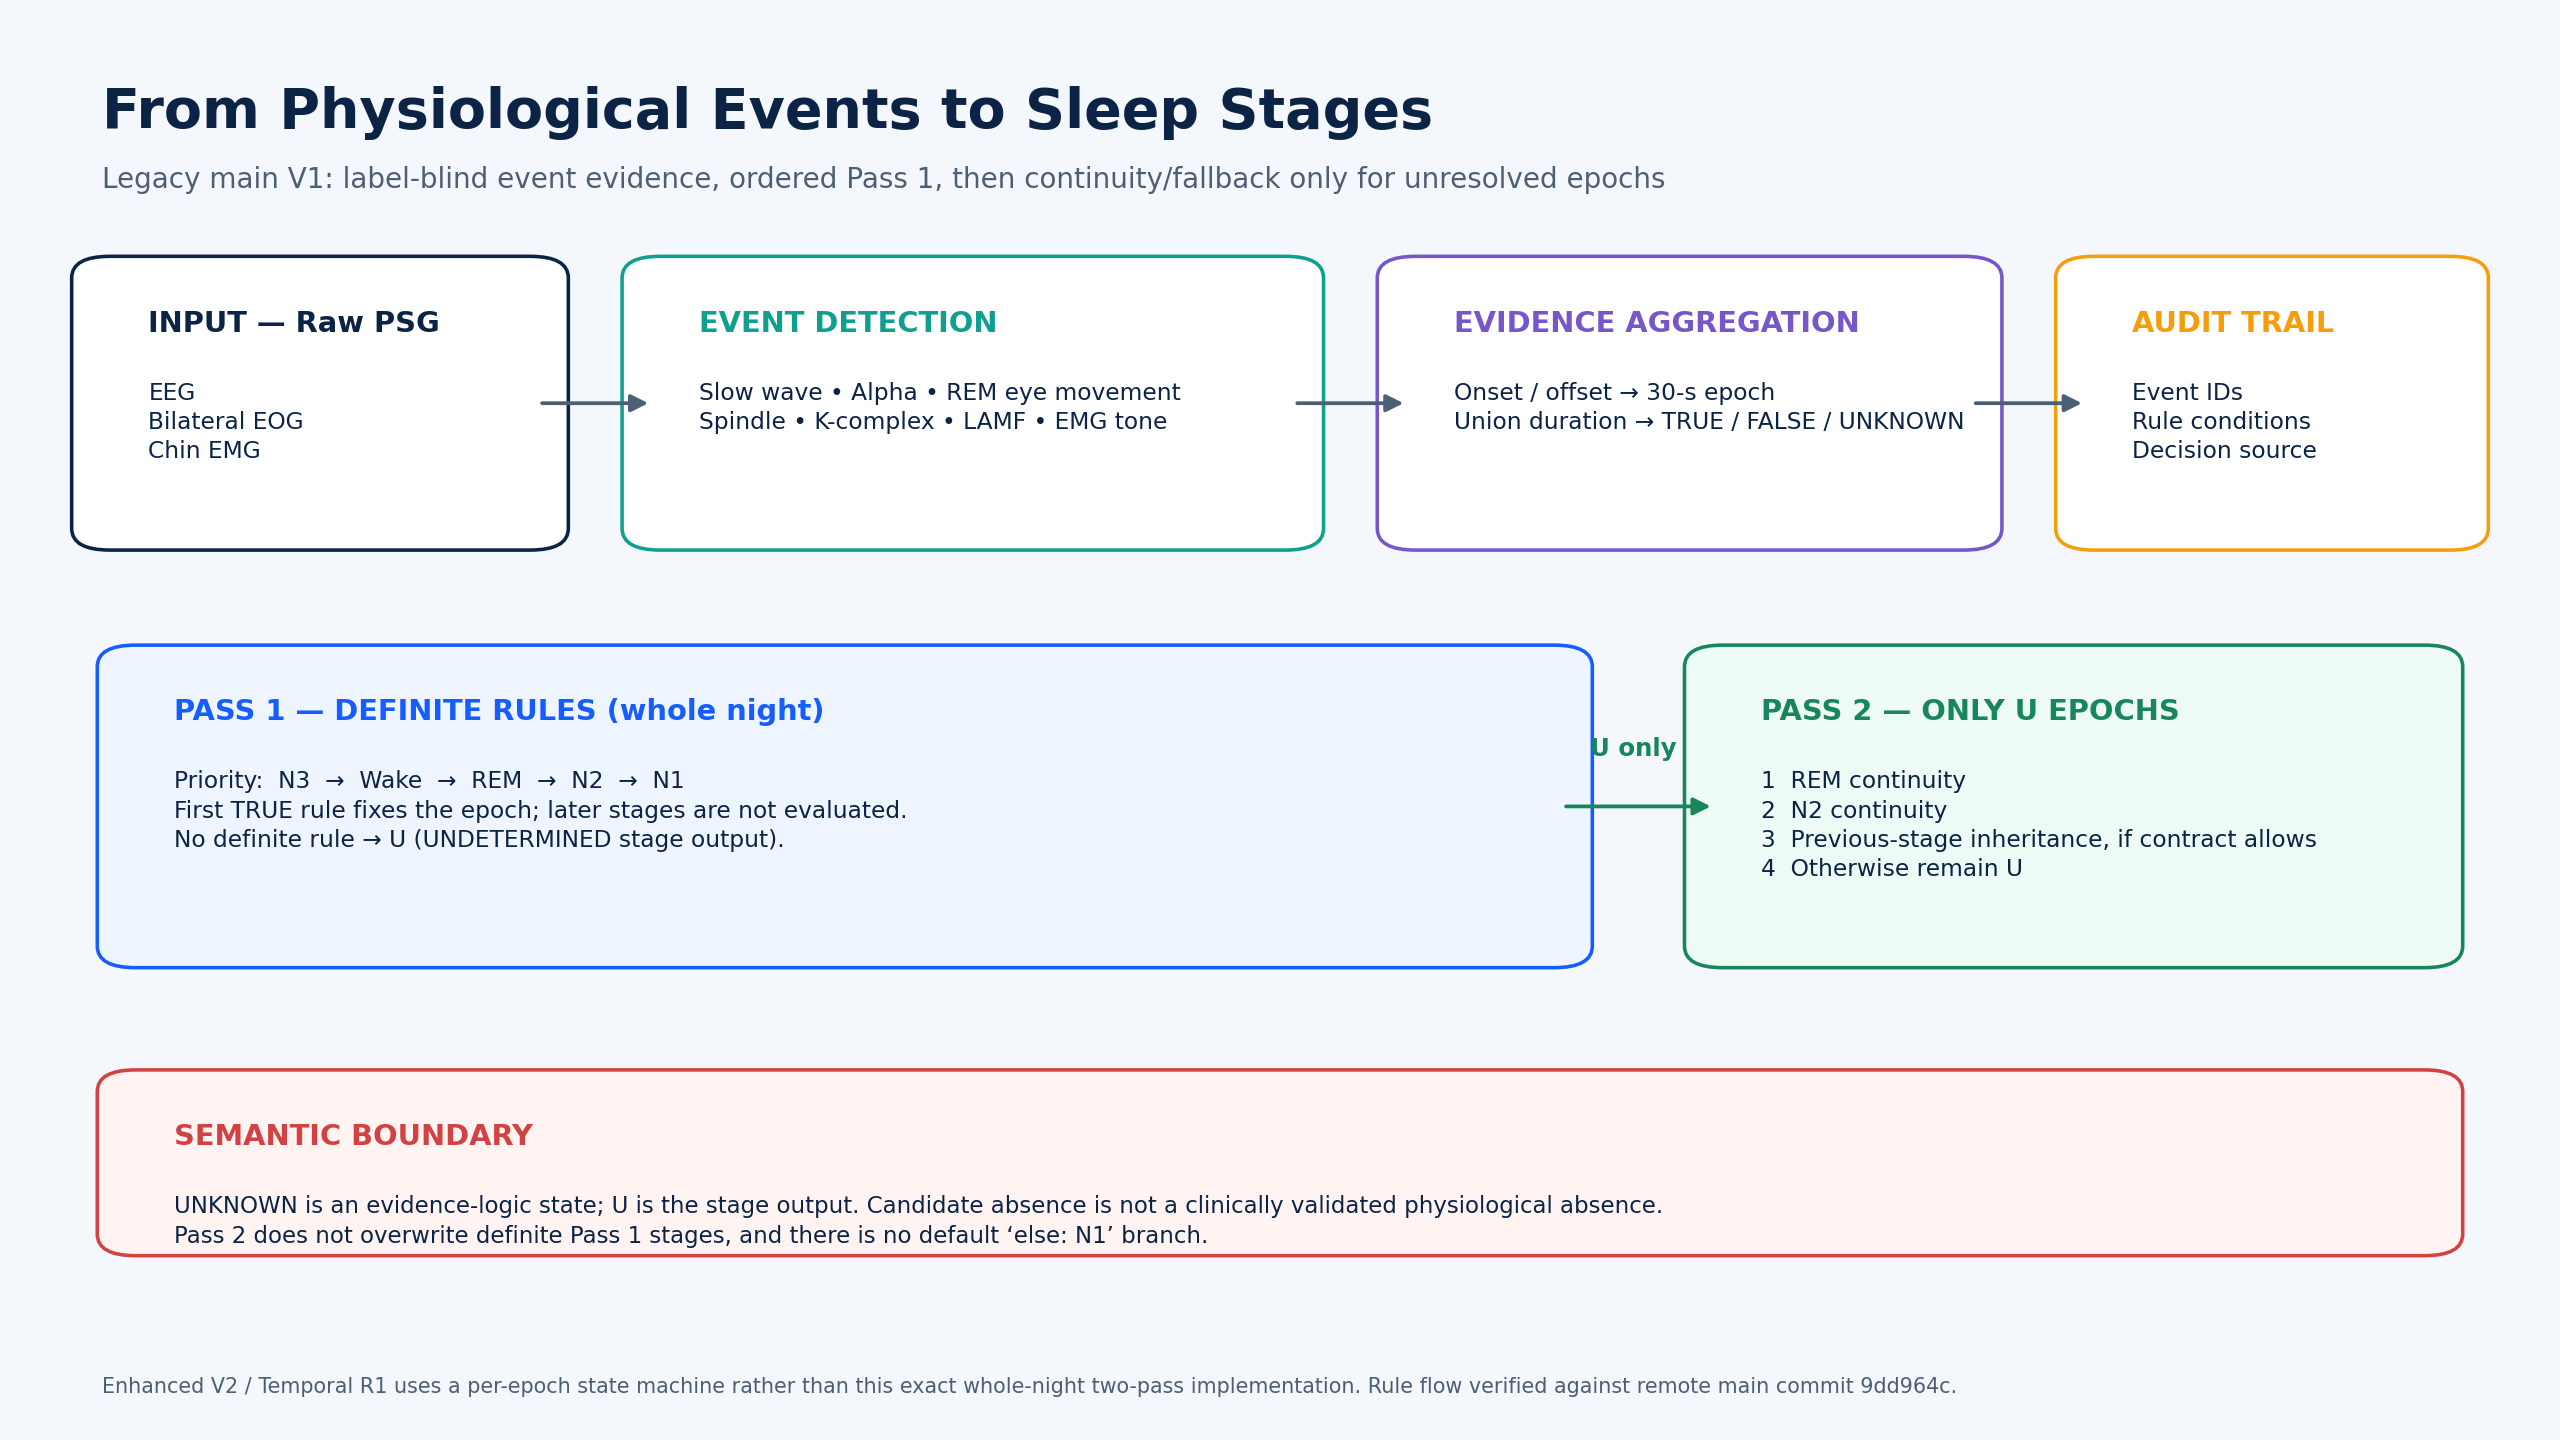 From Physiological Events to Sleep Stages
Legacy main V1: label-blind event evidence, ordered Pass 1, then continuity/fallback only for unresolved epochs
INPUT — Raw PSG
EEG
Bilateral EOG
Chin EMG
EVENT DETECTION
Slow wave • Alpha • REM eye movement
Spindle • K-complex • LAMF • EMG tone
EVIDENCE AGGREGATION
Onset / offset → 30-s epoch
Union duration → TRUE / FALSE / UNKNOWN
AUDIT TRAIL
Event IDs
Rule conditions
Decision source
PASS 1 — DEFINITE RULES (whole night)
Priority:  N3  →  Wake  →  REM  →  N2  →  N1
First TRUE rule fixes the epoch; later stages are not evaluated.
No definite rule → U (UNDETERMINED stage output).
U only
PASS 2 — ONLY U EPOCHS
1  REM continuity
2  N2 continuity
3  Previous-stage inheritance, if contract allows
4  Otherwise remain U
SEMANTIC BOUNDARY
UNKNOWN is an evidence-logic state; U is the stage output. Candidate absence is not a clinically validated physiological absence.
Pass 2 does not overwrite definite Pass 1 stages, and there is no default ‘else: N1’ branch.
Enhanced V2 / Temporal R1 uses a per-epoch state machine rather than this exact whole-night two-pass implementation. Rule flow verified against remote main commit 9dd964c.